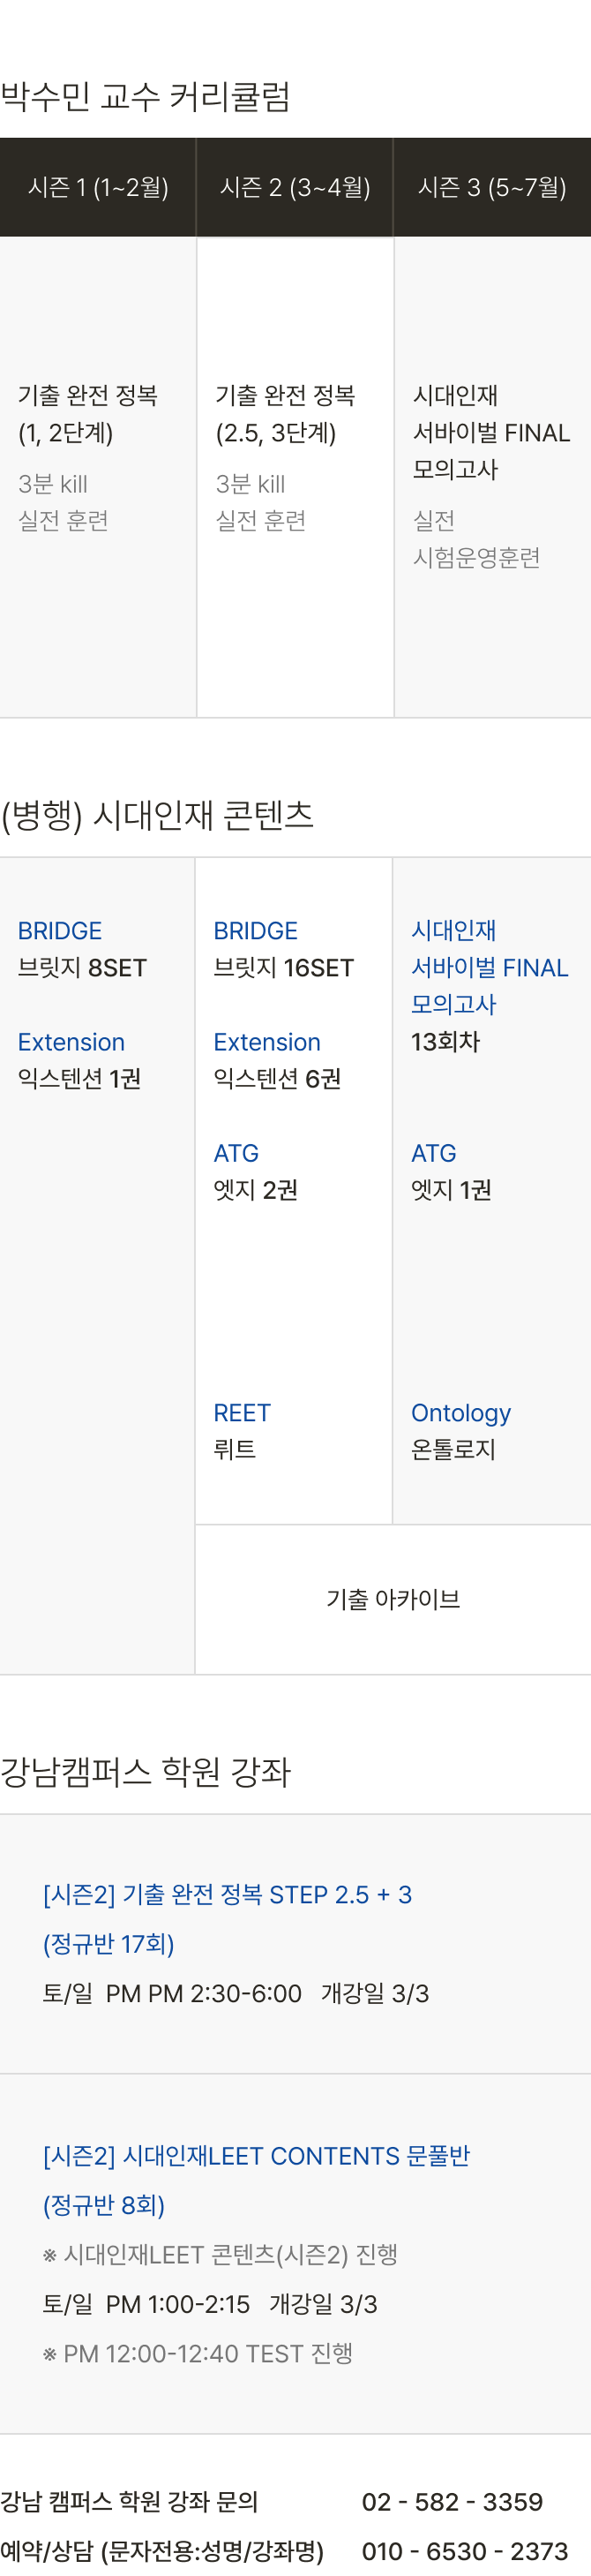 박수민 교수 커리큘럼
시즌 1 (1~2월)
시즌 2 (3~4월)
시즌 3 (5~7월)
기출 완전 정복
(1, 2단계)
3분 kill
실전 훈련
기출 완전 정복
(2.5, 3단계)
3분 kill
실전 훈련
시대인재
서바이벌 FINAL
모의고사
실전
시험운영훈련
(병행) 시대인재 콘텐츠
BRIDGE
브릿지 8SET
Extension
익스텐션 1권
BRIDGE
브릿지 16SET
Extension
익스텐션 6권
ATG
엣지 2권
REET
뤼트
시대인재
서바이벌 FINAL
모의고사
13회차
ATG
엣지 1권
Ontology
온톨로지
기출 아카이브
강남캠퍼스 학원 강좌
[시즌2] 기출 완전 정복 STEP 2.5 + 3
(정규반 17회)
토/일 PM PM 2:30-6:00 개강일 3/3
[시즌2] 시대인재LEET CONTENTS 문풀반
(정규반 8회)
※ 시대인재LEET 콘텐츠(시즌2) 진행
토/일 PM 1:00-2:15 개강일 3/3
※ PM 12:00-12:40 TEST 진행
강남 캠퍼스 학원 강좌 문의 02 - 582 - 3359
예약/상담 (문자전용:성명/강좌명) 010 - 6530 - 2373